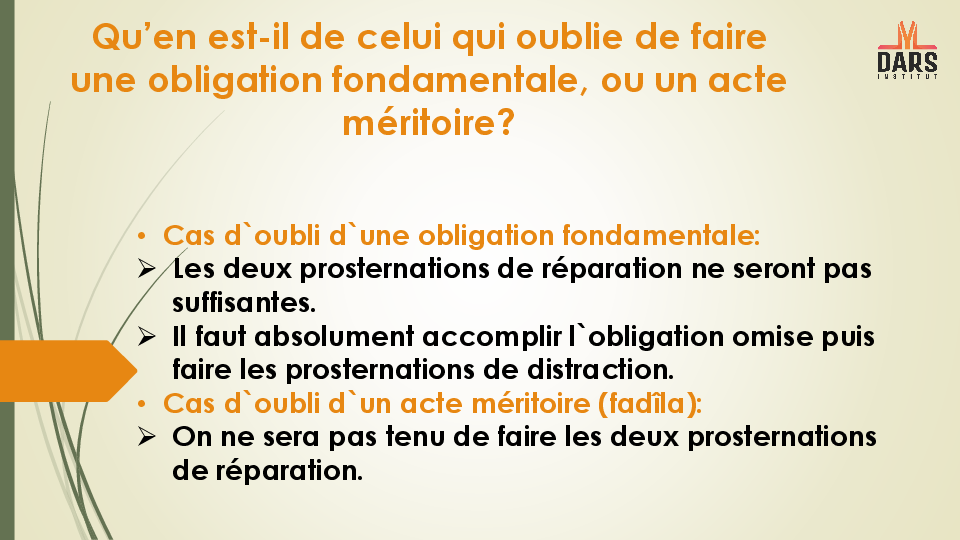 Qu’en est-il de celui qui oublie de faire
une obligation fondamentale, ou un acte
méritoire?
DARS
INSTITUT
• Cas d`oubli d`une obligation fondamentale:
➢ Les deux prosternations de réparation ne seront pas
suffisantes.
➢ Il faut absolument accomplir l`obligation omise puis
faire les prosternations de distraction.
• Cas d`oubli d`un acte méritoire (fadîla):
➢ On ne sera pas tenu de faire les deux prosternations
de réparation.